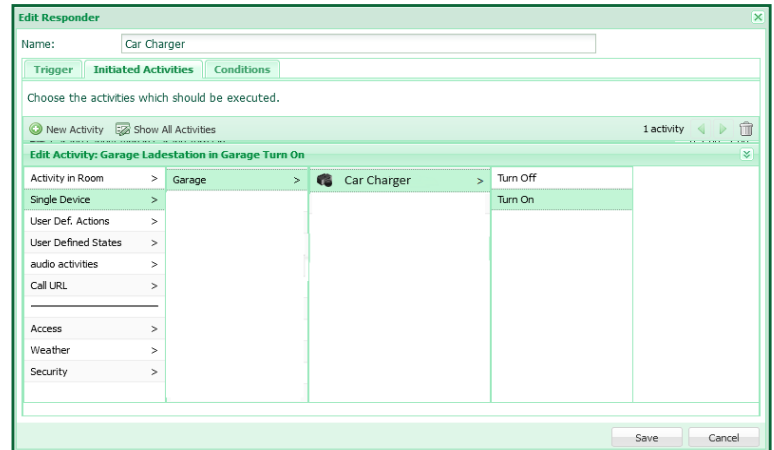 Edit Responder
Name: Car Charger
Trigger Initiated Activities Conditions
Choose the activities which should be executed.
New Activity Show All Activities 1 activity
Edit Activity: Garage Ladestation in Garage Turn On
Activity in Room > Garage > Car Charger > Turn Off
Single Device > Turn On
User Def. Actions >
User Defined States >
audio activities >
Call URL >
Access >
Weather >
Security >
Save Cancel